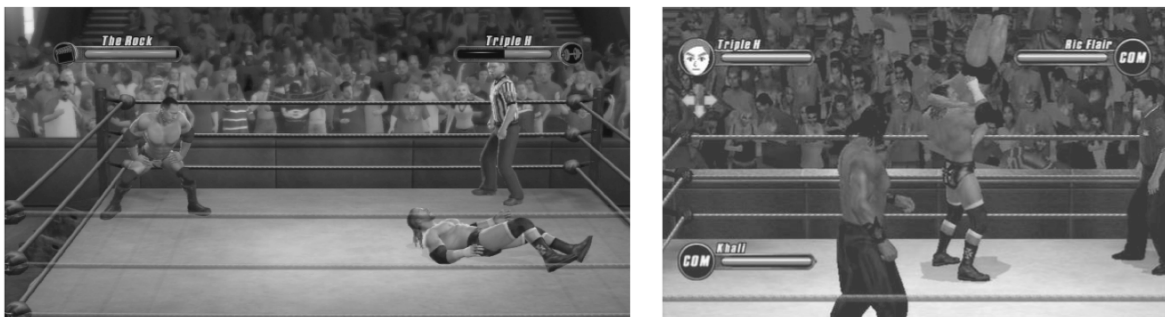 The Rock
Triple H
Triple H
Ric Flair
COM
COM
Khali